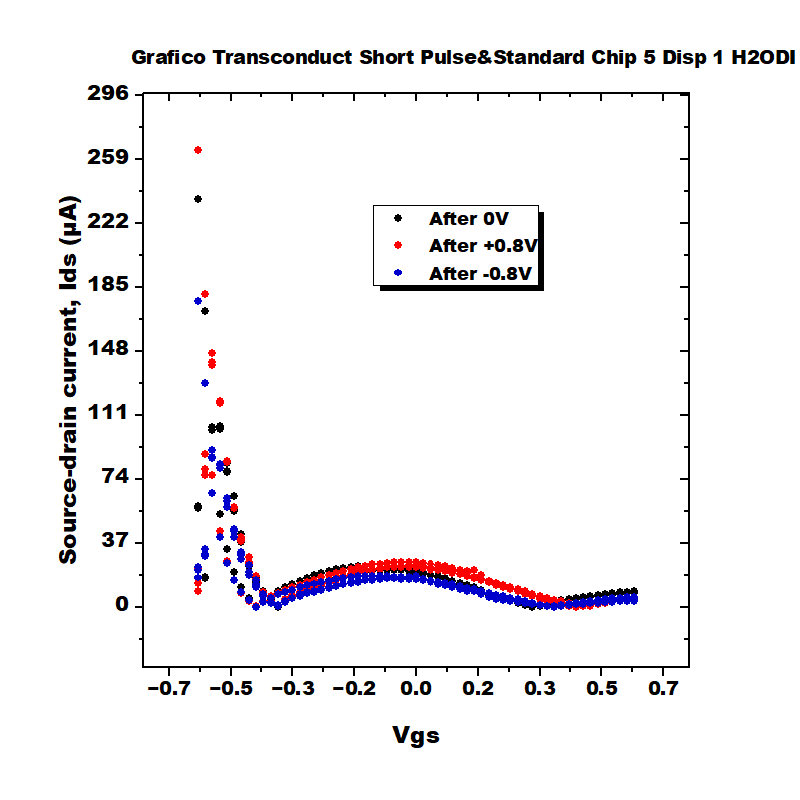 Grafico Transconduct Short Pulse&Standard Chip 5 Disp 1 H2ODI
296
259
222
185
148
111
74
37
0
Source-drain current, Ids (µA)
After 0V
After +0.8V
After -0.8V
−0.7 −0.5 −0.3 −0.2 0.0 0.2 0.3 0.5 0.7
Vgs